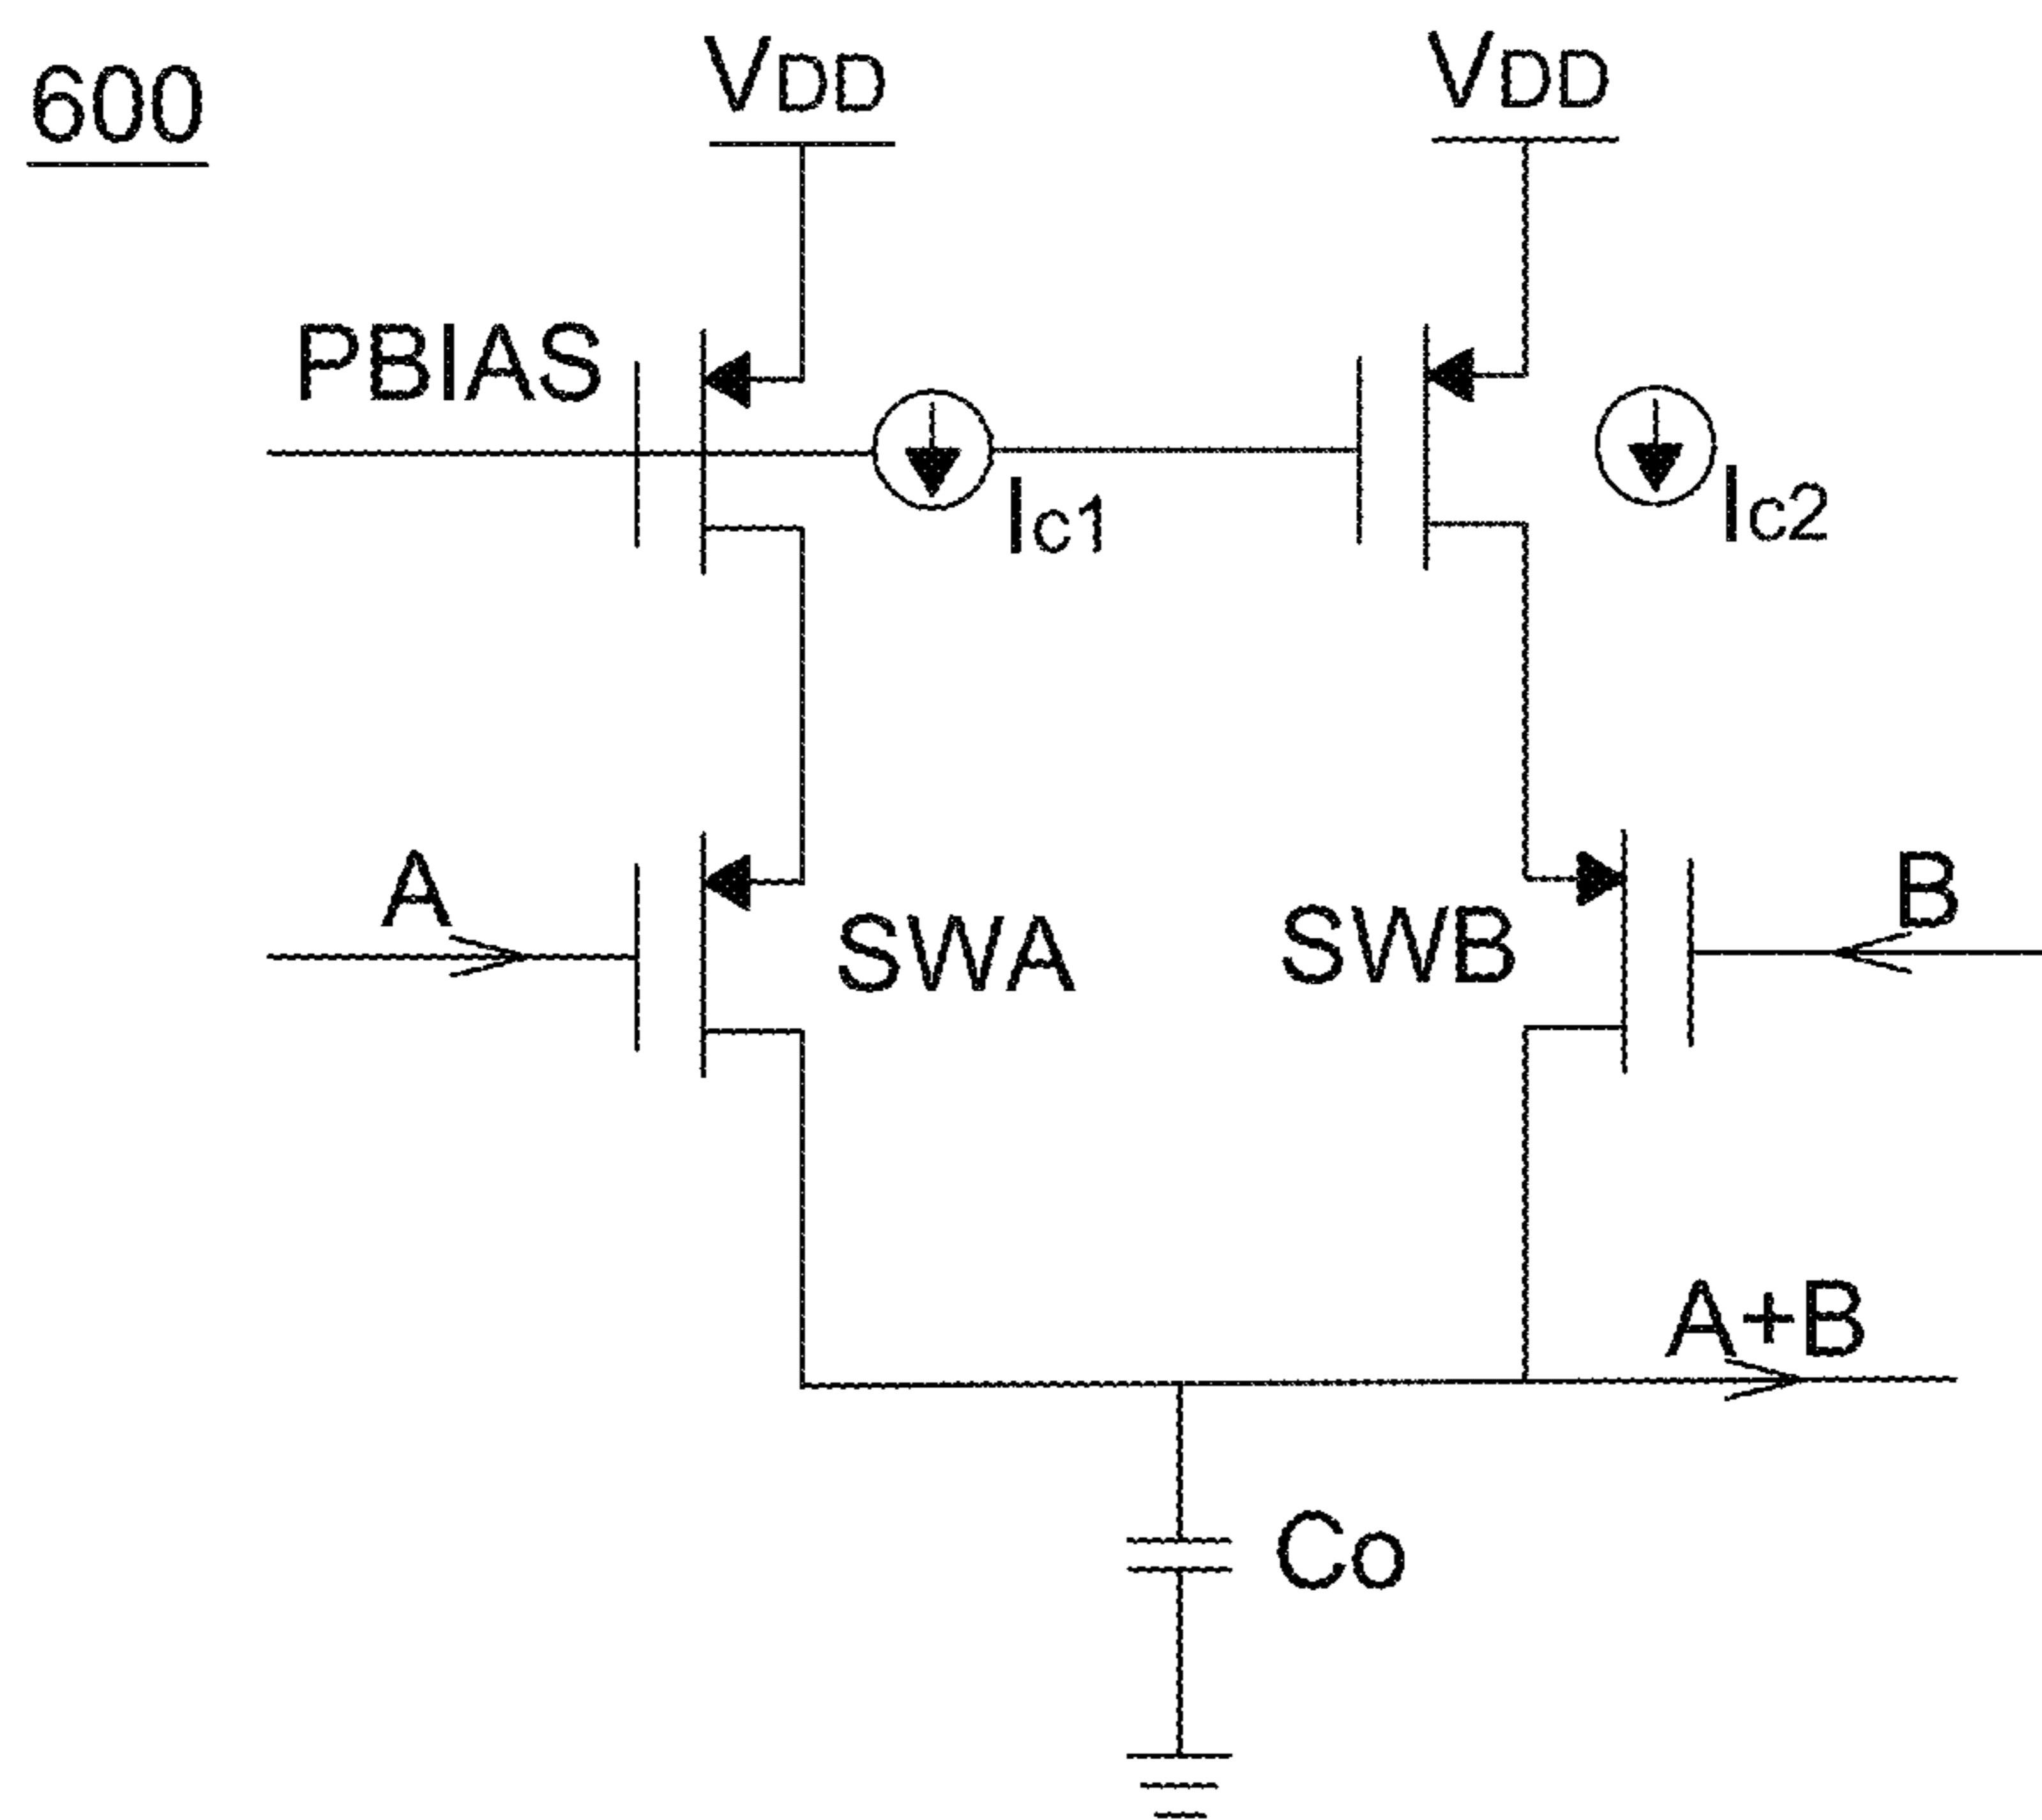 600
VDD
VDD
PBIAS
Ic1
Ic2
A
SWA
SWB
B
A+B
Co